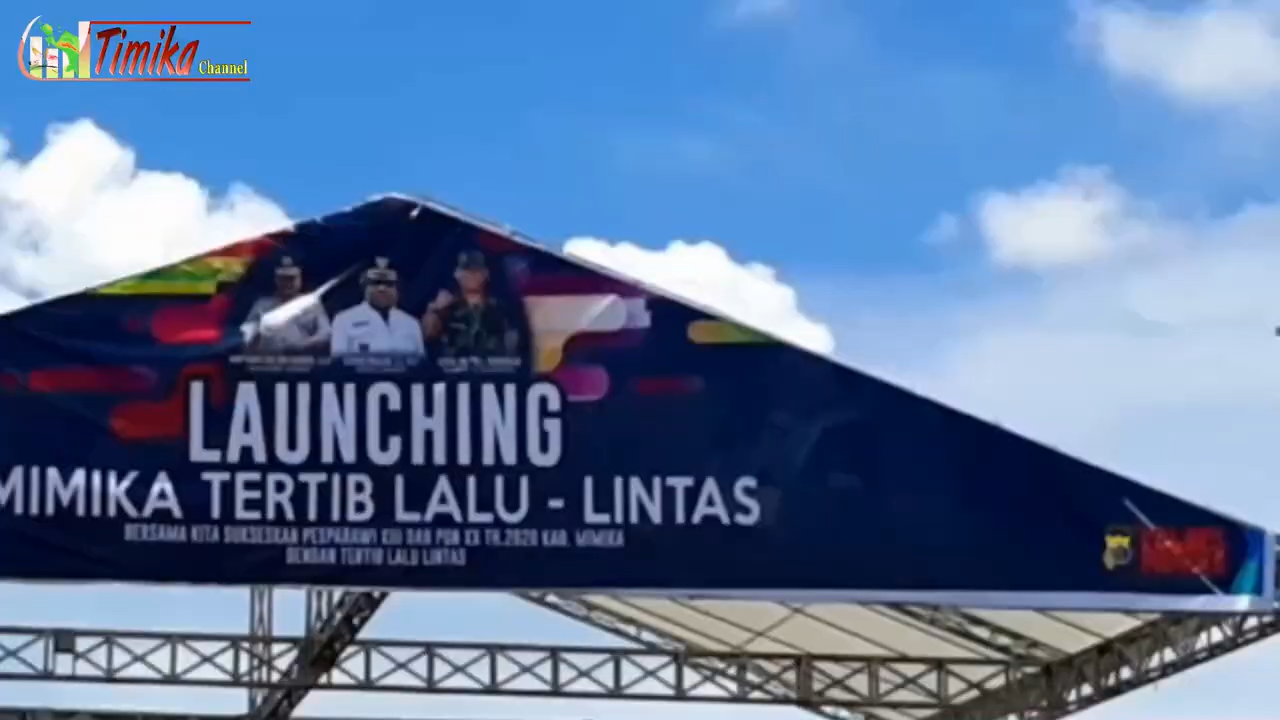 Timika Channel
LAUNCHING
MIMIKA TERTIB LALU - LINTAS
BERSAMA KITA SUKSESKAN PESPARAWI XIII DAN PON XX TH.2020 KAB. MIMIKA
DENGAN TERTIB LALU LINTAS